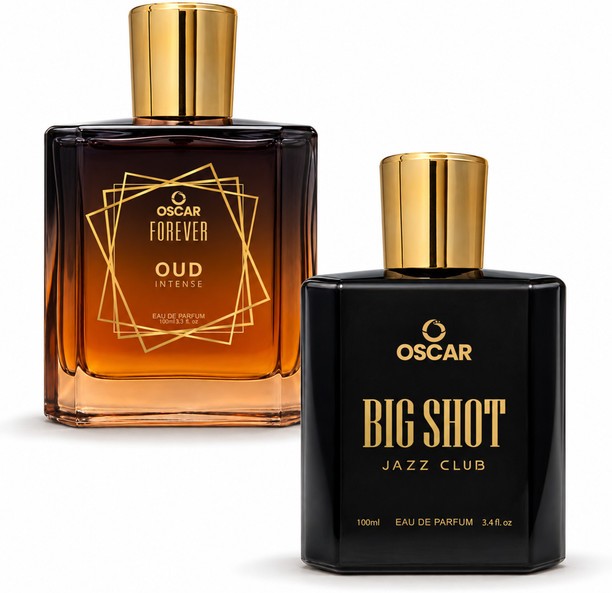 OSCAR
FOREVER
OUD
INTENSE
EAU DE PARFUM
100ml 3.3 fl. oz
OSCAR
BIG SHOT
JAZZ CLUB
100ml EAU DE PARFUM 3.4 fl. oz